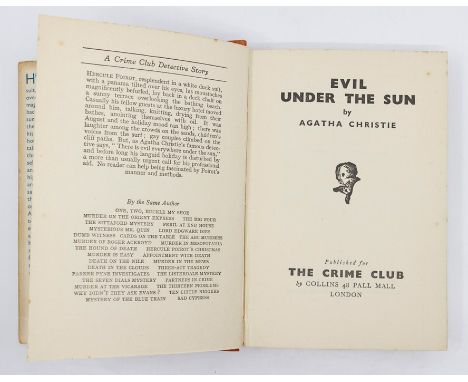 A Crime Club Detective Story
HERCULE POIROT, resplendent in a white duck suit,
with a panama tilted over his eyes, his moustaches
magnificently befurled, lay back in a deck chair on
a sunny terrace overlooking the bathing beach.
Casually his fellow guests at the luxury hotel moved
around him, talking, knitting, drying from their
bathes, anointing themselves with oil. It was
August and the holiday mood ran high; there was
laughter among the crowds on the sands, children's
voices from the surf; gay couples climbed on the
cliff paths. But, as Agatha Christie's famous detec-
tive says, "There is evil everywhere under the sun,"
and before long his languid holiday is disturbed by
a more than usually urgent call for his professional
aid. No reader can help being fascinated by Poirot's
manner and methods.
By the Same Author
ONE, TWO, BUCKLE MY SHOE
MURDER ON THE ORIENT EXPRESS THE BIG FOUR
THE SITTAFORD MYSTERY PERIL AT END HOUSE
MYSTERIOUS MR. QUIN LORD EDGWARE DIES
DUMB WITNESS CARDS ON THE TABLE THE ABC MURDERS
MURDER OF ROGER ACKROYD MURDER IN MESOPOTAMIA
THE HOUND OF DEATH HERCULE POIROT'S CHRISTMAS
MURDER IS EASY APPOINTMENT WITH DEATH
DEATH ON THE NILE MURDER IN THE MEWS
DEATH IN THE CLOUDS THREE-ACT TRAGEDY
PARKER PYNE INVESTIGATES THE LISTERDALE MYSTERY
THE SEVEN DIALS MYSTERY PARTNERS IN CRIME
MURDER AT THE VICARAGE THE THIRTEEN PROBLEMS
WHY DIDN'T THEY ASK EVANS? TEN LITTLE NIGGERS
MYSTERY OF THE BLUE TRAIN SAD CYPRESS
EVIL
UNDER THE SUN
by
AGATHA CHRISTIE
Published for
THE CRIME CLUB
by COLLINS 48 PALL MALL
LONDON